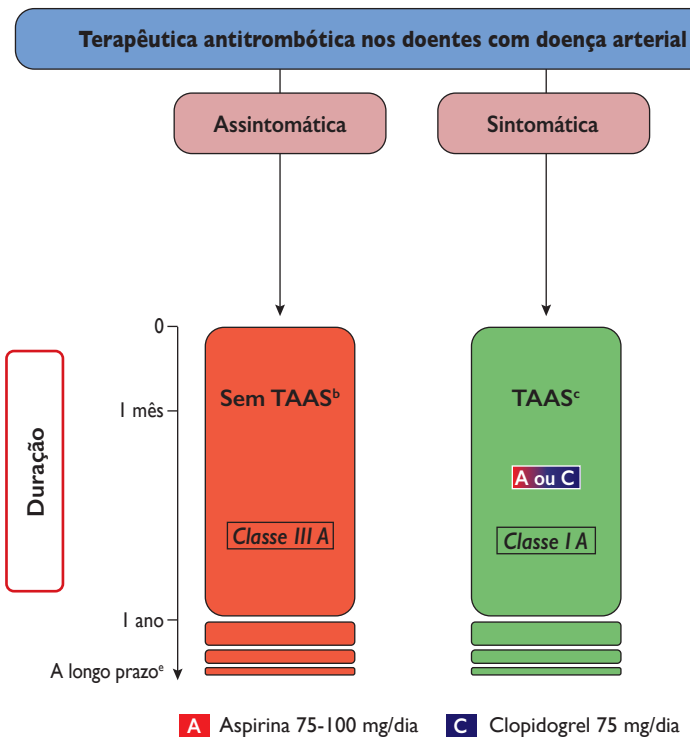 Terapêutica antitrombótica nos doentes com doença arterial
Assintomática
Sintomática
Duração
0
1 mês
1 ano
A longo prazoᵉ
Sem TAASᵇ
Classe III A
TAASᶜ
A ou C
Classe I A
A Aspirina 75-100 mg/dia
C Clopidogrel 75 mg/dia